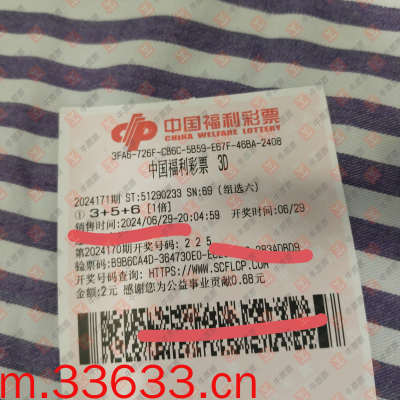 中国福利彩票
CHINA WELFARE LOTTERY
3FA6-726F-CB6C-5B59-E67F-46BA-2408
中国福利彩票 3D
2024171期 ST:51290233 SN:69 (组选六)
① 3+5+6 [1倍]
销售时间:2024/06/29-20:04:59 开奖时间:06/29
第2024170期开奖号码: 2 2 5
验票码: B9B6CA4D-364730E0-
开奖号码查询: HTTPS://WWW.SCFLCP.COM
金额:2元 感谢您为公益事业贡献0.68元
m.33633.cn